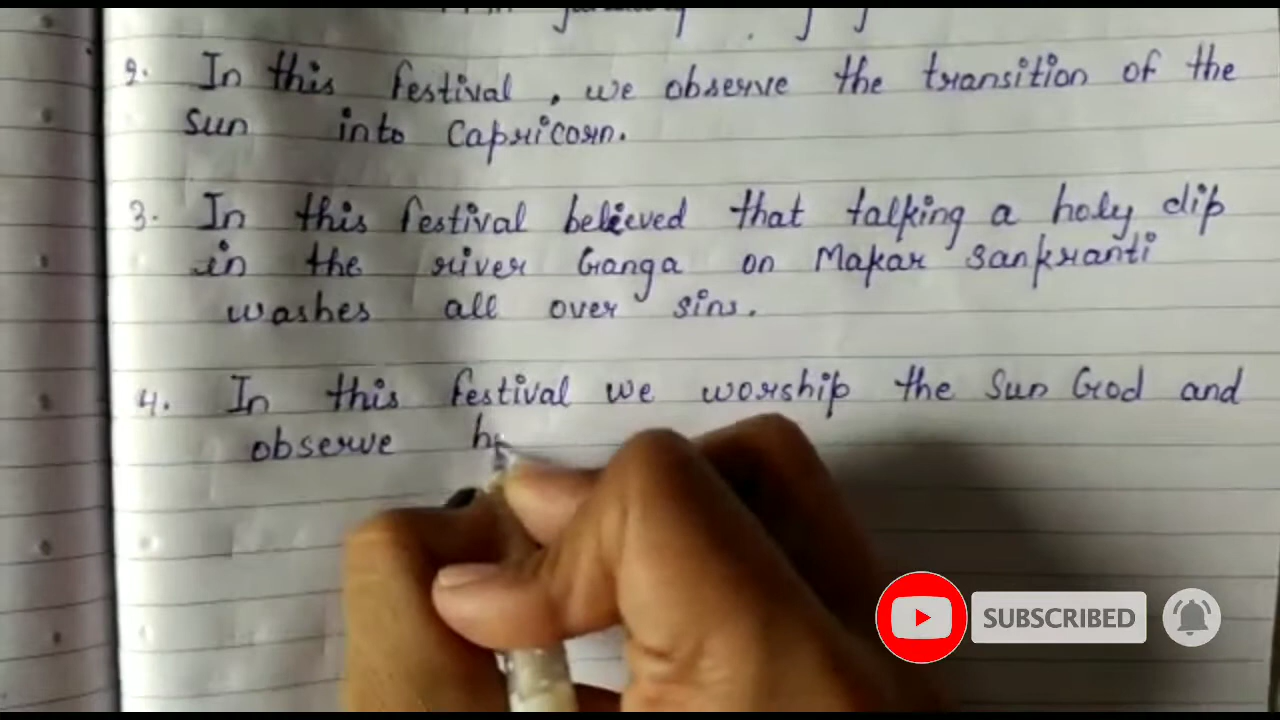 2. In this festival, we observe the transition of the
Sun into Capricorn.
3. In this festival believed that talking a holy dip
in the river Ganga on Makar Sankranti
washes all over sins.
4. In this festival we worship the Sun God and
observe
SUBSCRIBED